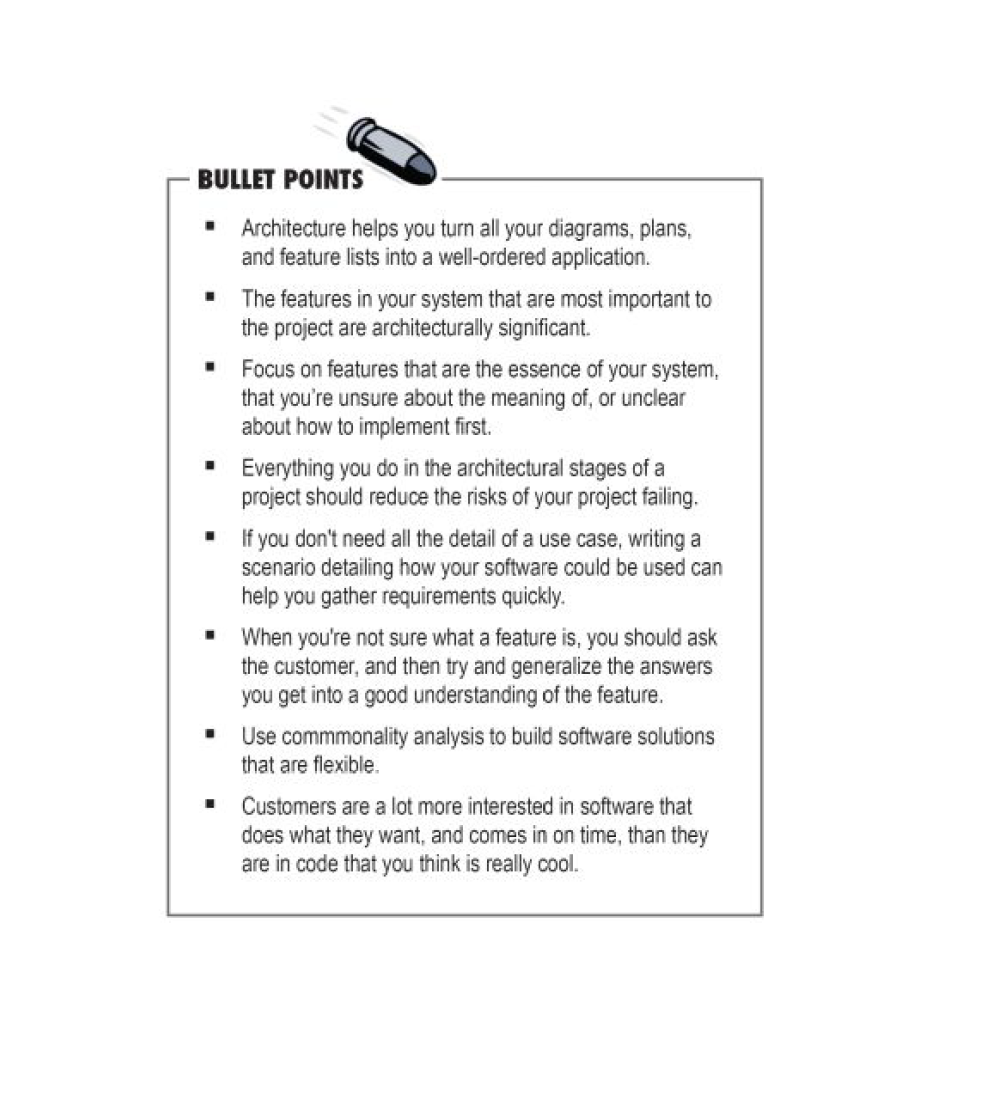 BULLET POINTS
▪ Architecture helps you turn all your diagrams, plans,
and feature lists into a well-ordered application.
▪ The features in your system that are most important to
the project are architecturally significant.
▪ Focus on features that are the essence of your system,
that you’re unsure about the meaning of, or unclear
about how to implement first.
▪ Everything you do in the architectural stages of a
project should reduce the risks of your project failing.
▪ If you don't need all the detail of a use case, writing a
scenario detailing how your software could be used can
help you gather requirements quickly.
▪ When you're not sure what a feature is, you should ask
the customer, and then try and generalize the answers
you get into a good understanding of the feature.
▪ Use commmonality analysis to build software solutions
that are flexible.
▪ Customers are a lot more interested in software that
does what they want, and comes in on time, than they
are in code that you think is really cool.